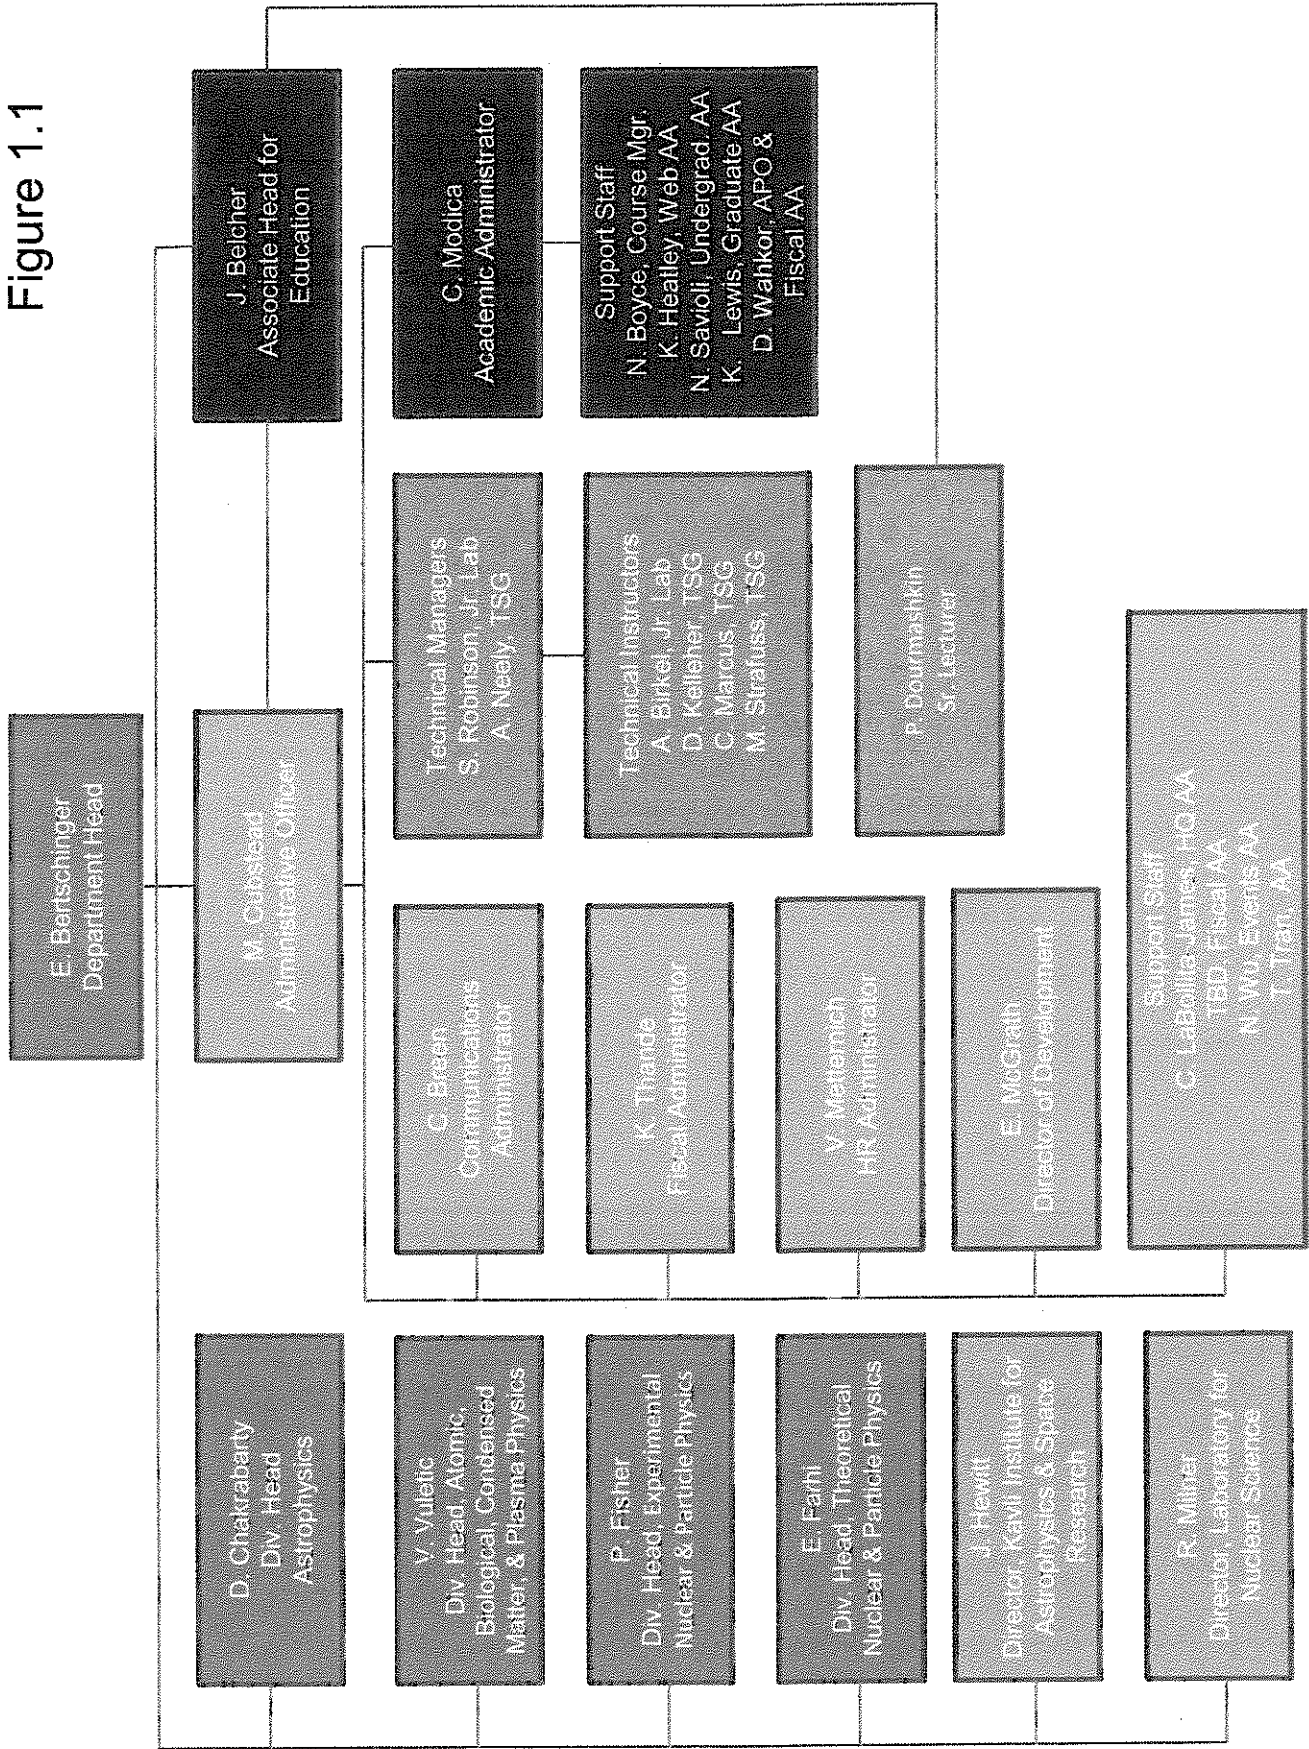 Figure 1.1
E. Bertschinger
Department Head
M. Cubstead
Administrative Officer
J. Belcher
Associate Head for
Education
D. Chakrabarty
Div. Head
Astrophysics
V. Vuletic
Div. Head, Atomic,
Biological, Condensed
Matter, & Plasma Physics
P. Fisher
Div. Head, Experimental
Nuclear & Particle Physics
E. Farhi
Div. Head, Theoretical
Nuclear & Particle Physics
J. Hewitt
Director, Kavli Institute for
Astrophysics & Space
Research
R. Milner
Director, Laboratory for
Nuclear Science
C. Breen
Communications
Administrator
K. Tharide
Fiscal Administrator
V. Metternich
HR Administrator
E. McGrath
Director of Development
Support Staff
C. LaBollita-James, HQ AA
TBD, Fiscal AA
N. Wu, Events AA
T. Tran, AA
Technical Managers
S. Robinson, Jr. Lab
A. Neely, TSG
Technical Instructors
A. Birkel, Jr. Lab
D. Kelleher TSG
C. Marcus, TSG
M. Strafuss, TSG
P. Dourmashkin
Sr. Lecturer
C. Modica
Academic Administrator
Support Staff
N. Boyce, Course Mgr.
K. Heatley, Web AA
N. Savioli, Undergrad. AA
K. Lewis, Graduate AA
D. Wahkor, APO &
Fiscal AA